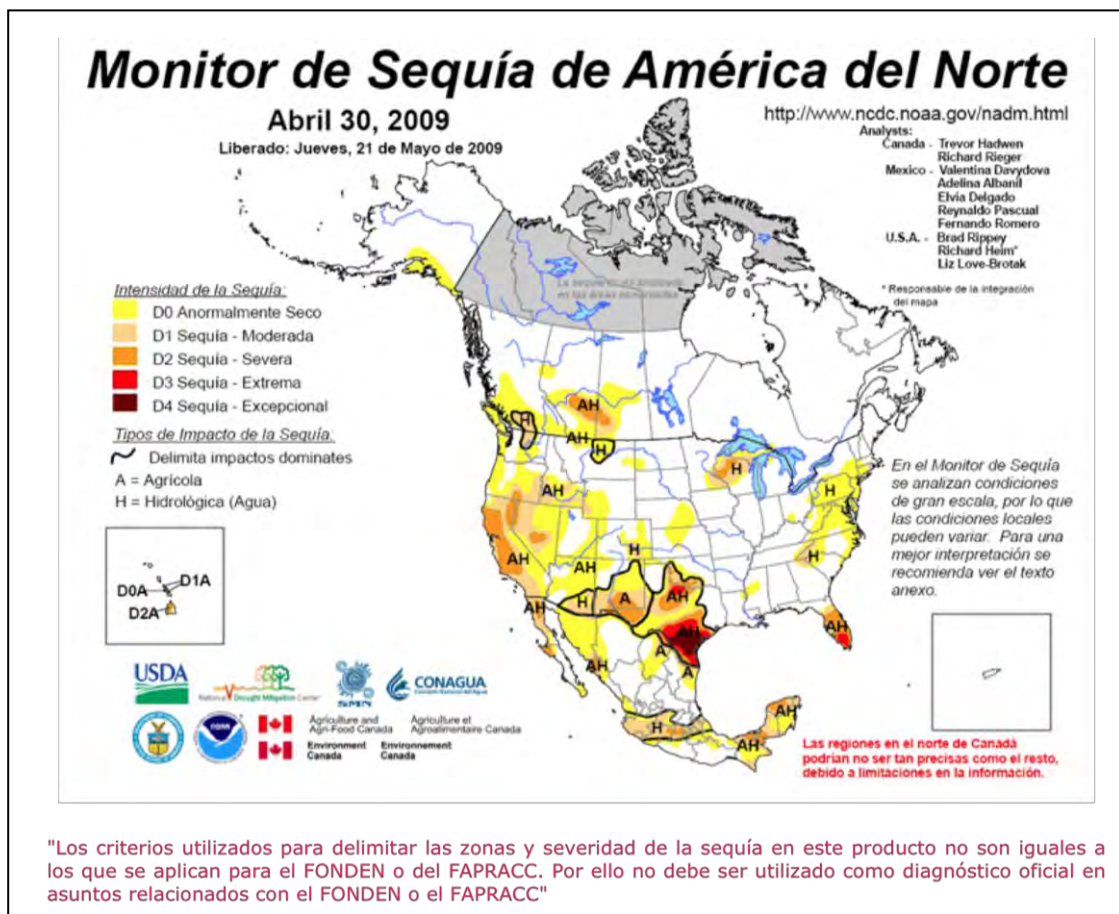 Monitor de Sequía de América del Norte
Abril 30, 2009
Liberado: Jueves, 21 de Mayo de 2009
http://www.ncdc.noaa.gov/nadm.html
Analysts:
Canada - Trevor Hadwen
Richard Rieger
Mexico - Valentina Davydova
Adelina Albanil
Elvia Delgado
Reynaldo Pascual
Fernando Romero
U.S.A. - Brad Rippey
Richard Heim*
Liz Love-Brotak
* Responsable de la integración
del mapa
Intensidad de la Sequía:
D0 Anormalmente Seco
D1 Sequía - Moderada
D2 Sequía - Severa
D3 Sequía - Extrema
D4 Sequía - Excepcional
Tipos de Impacto de la Sequía:
Delimita impactos dominates
A = Agrícola
H = Hidrológica (Agua)
D1A
D0A
D2A
H
AH
AH
H
AH
H
H
AH
H
H
AH
AH
H
A
AH
AH
AH
AH
A
A
AH
H
AH
AH
En el Monitor de Sequía
se analizan condiciones
de gran escala, por lo que
las condiciones locales
pueden variar. Para una
mejor interpretación se
recomienda ver el texto
anexo.
USDA
National Drought Mitigation Center
SMN
CONAGUA
noaa
Agriculture and
Agri-Food Canada
Agriculture et
Agroalimentaire Canada
Environment
Canada
Environnement
Canada
Las regiones en el norte de Canadá
podrían no ser tan precisas como el resto,
debido a limitaciones en la información.
"Los criterios utilizados para delimitar las zonas y severidad de la sequía en este producto no son iguales a
los que se aplican para el FONDEN o del FAPRACC. Por ello no debe ser utilizado como diagnóstico oficial en
asuntos relacionados con el FONDEN o el FAPRACC"